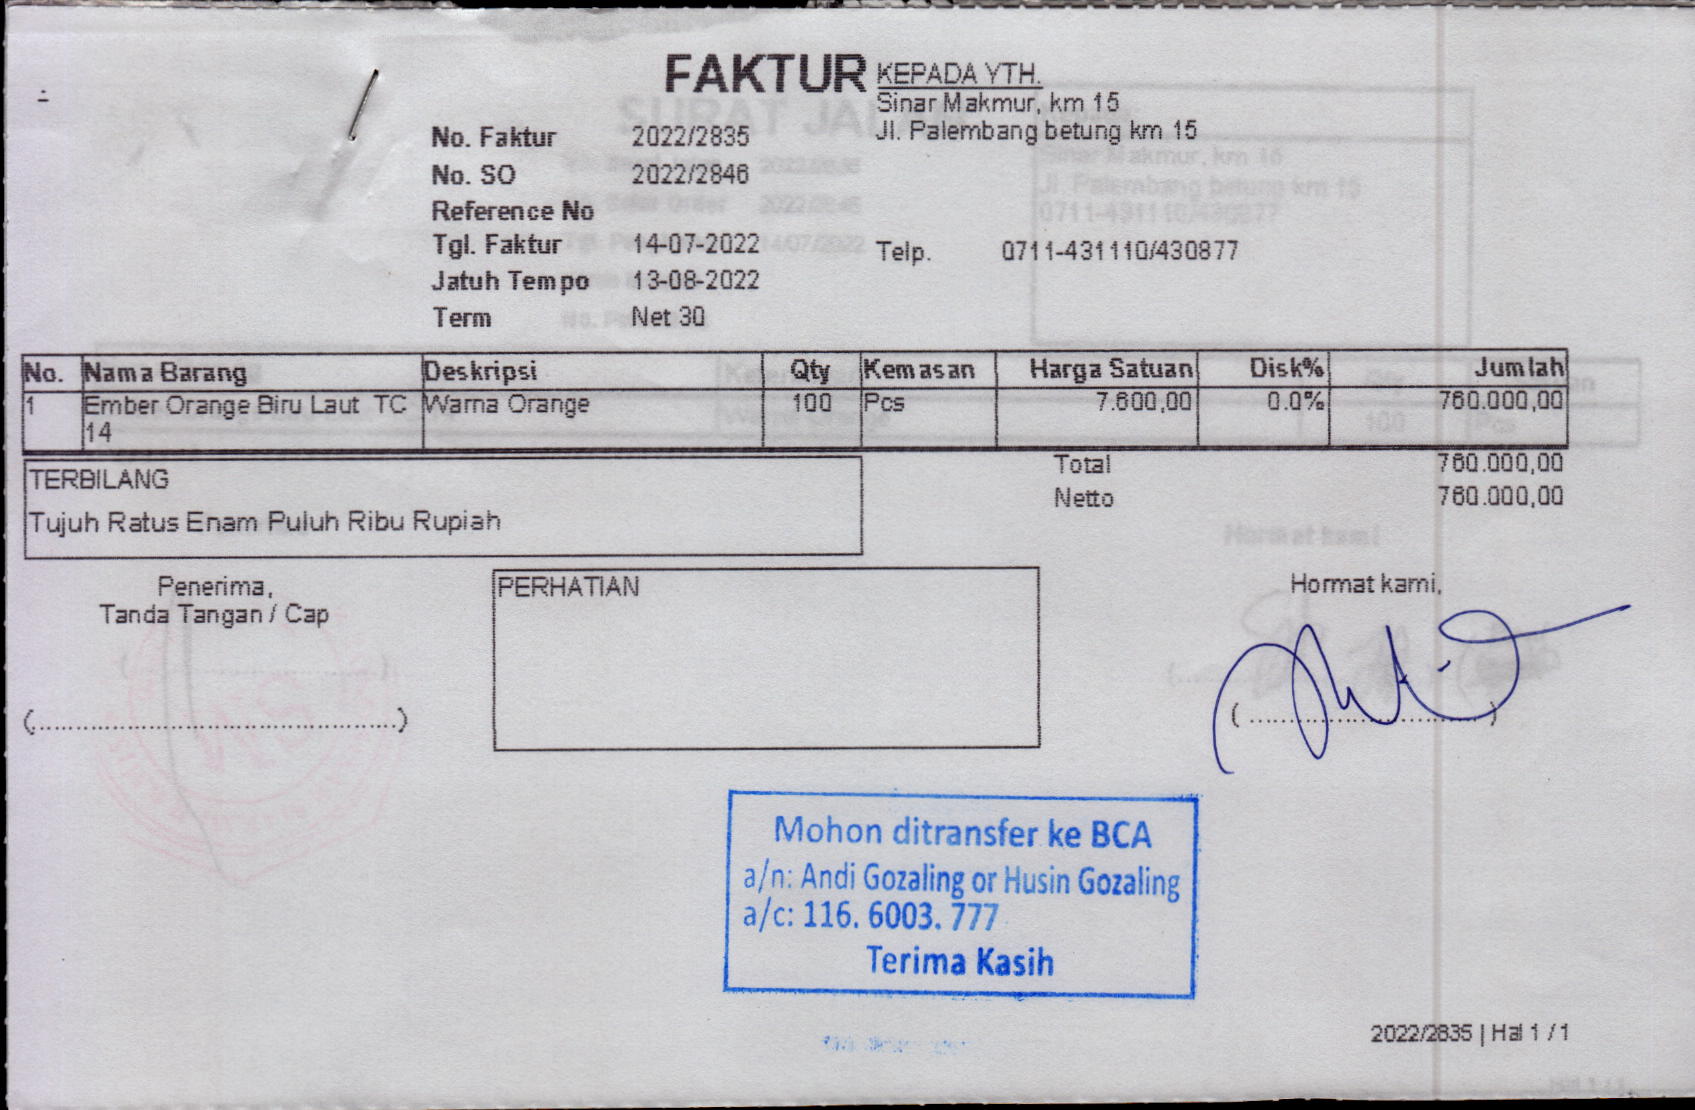 FAKTUR
KEPADA YTH.
Sinar Makmur, km 15
Jl. Palembang betung km 15
No. Faktur 2022/2835
No. SO 2022/2846
Reference No
Tgl. Faktur 14-07-2022
Telp. 0711-431110/430877
Jatuh Tempo 13-08-2022
Term Net 30
No. Nama Barang Deskripsi Qty Kemasan Harga Satuan Disk% Jumlah
1 Ember Orange Biru Laut TC Warna Orange 100 Pcs 7.600,00 0.0% 760.000,00
14
Total 760.000,00
Netto 760.000,00
TERBILANG
Tujuh Ratus Enam Puluh Ribu Rupiah
Penerima,
Tanda Tangan / Cap
(........................................)
PERHATIAN
Hormat kami,
(............................)
Mohon ditransfer ke BCA
a/n: Andi Gozaling or Husin Gozaling
a/c: 116. 6003. 777
Terima Kasih
2022/2835 | Hal 1 / 1